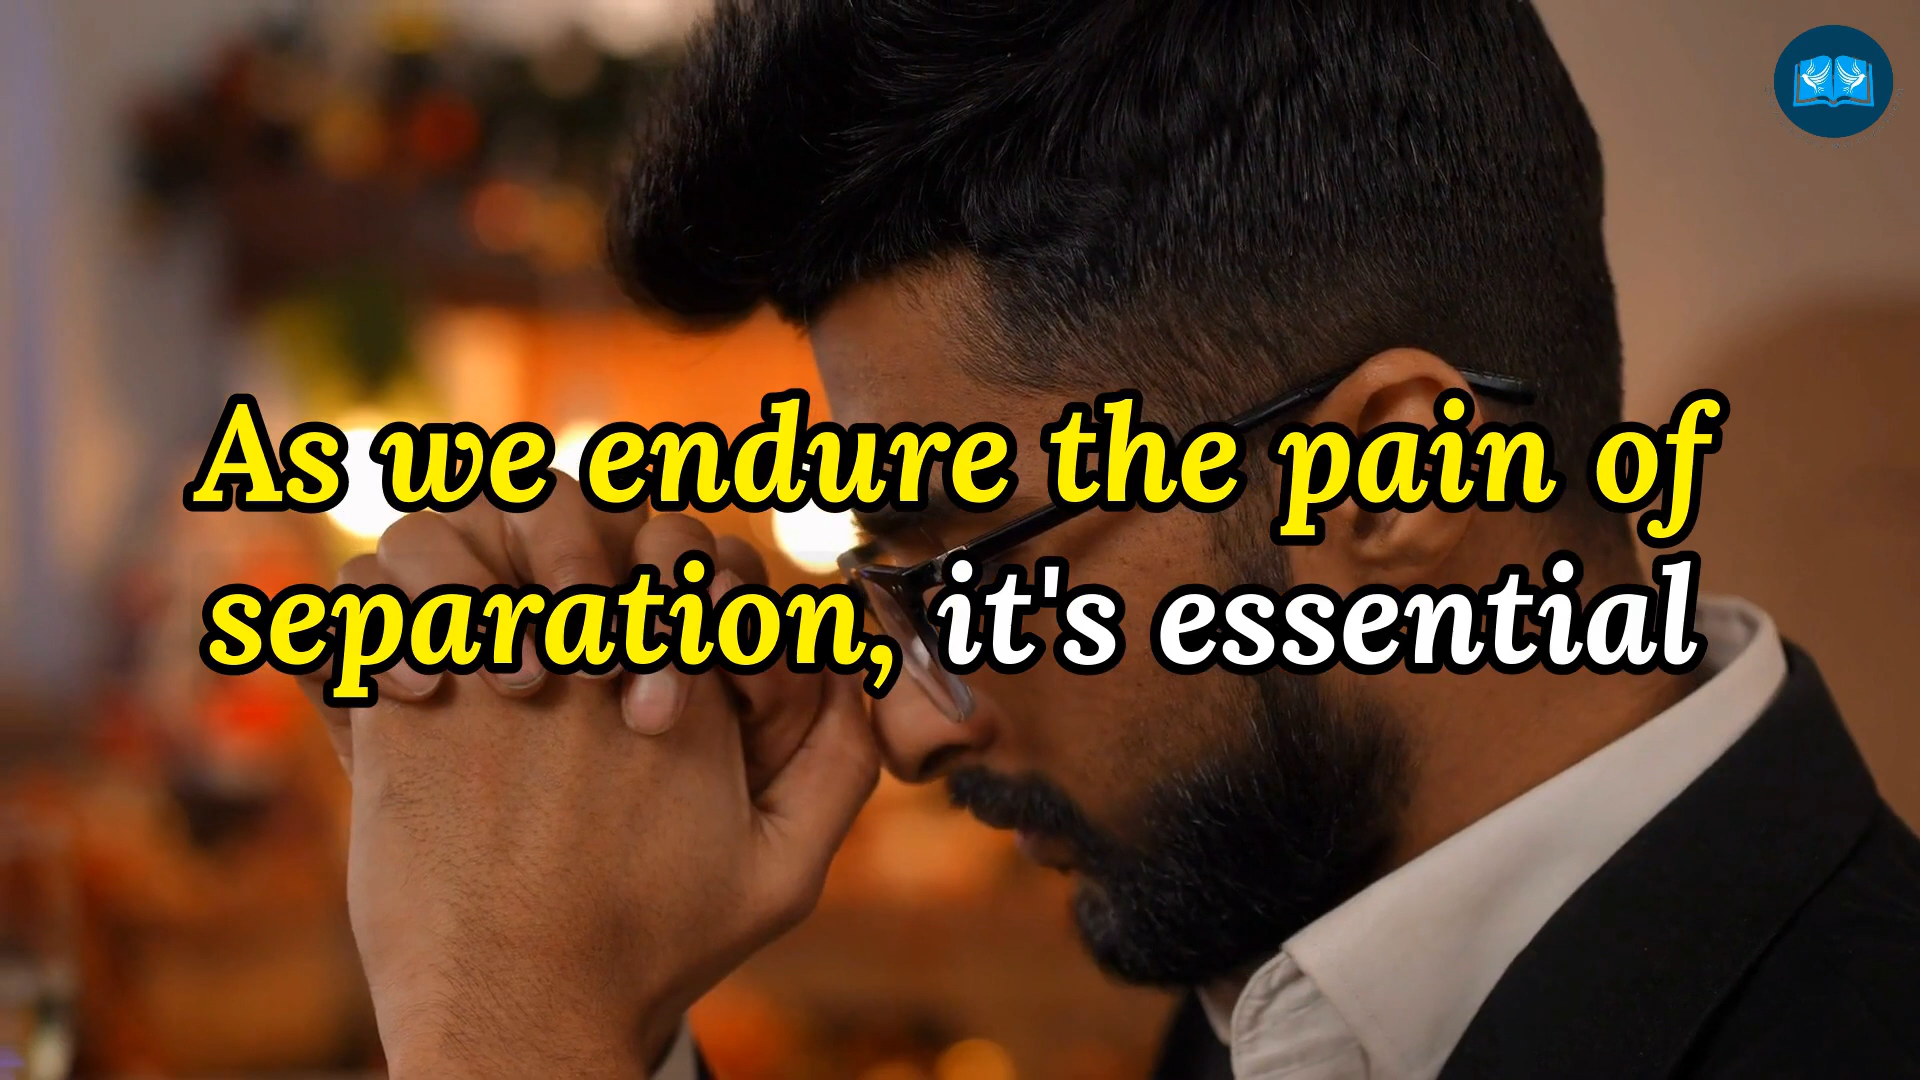 As we endure the pain of
separation, it's essential